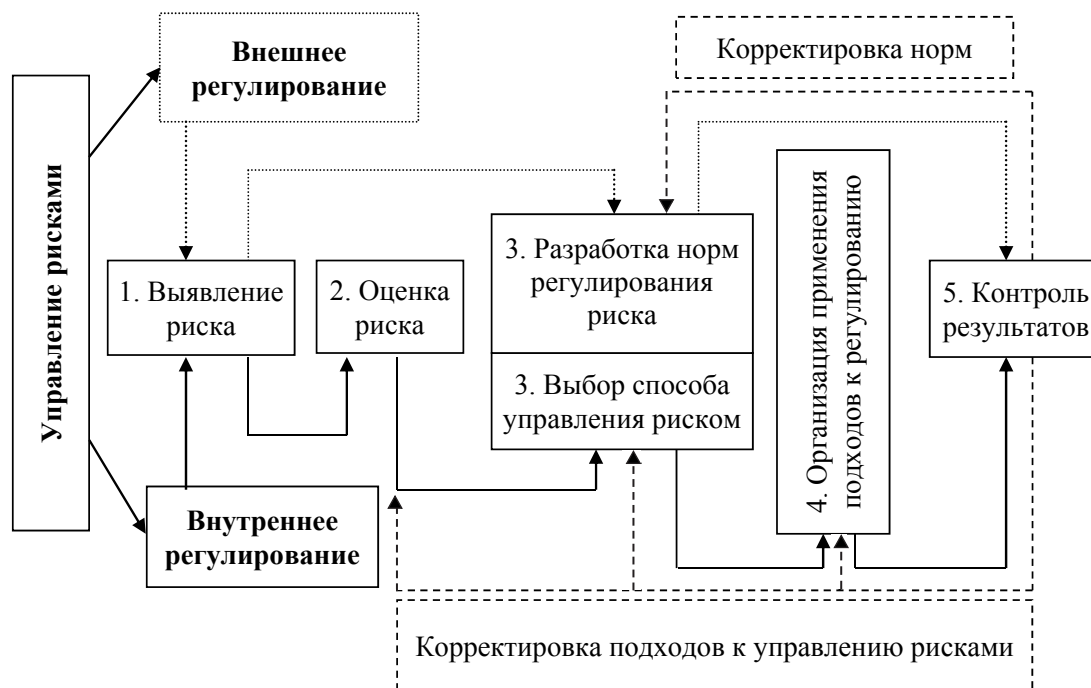 Управление рисками
Внешнее
регулирование
Корректировка норм
1. Выявление
риска
2. Оценка
риска
3. Разработка норм
регулирования
риска
3. Выбор способа
управления риском
4. Организация применения
подходов к регулированию
5. Контроль
результатов
Внутреннее
регулирование
Корректировка подходов к управлению рисками